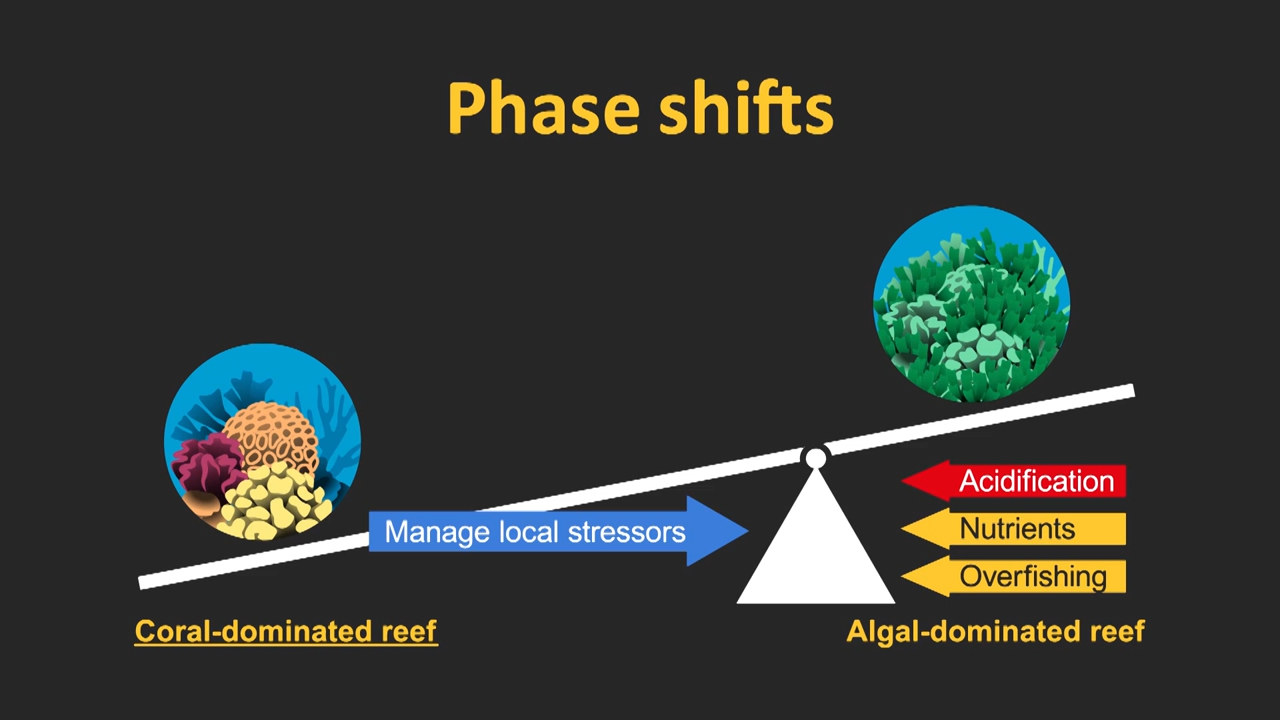 Phase shifts
Acidification
Manage local stressors
Nutrients
Overfishing
Coral-dominated reef
Algal-dominated reef